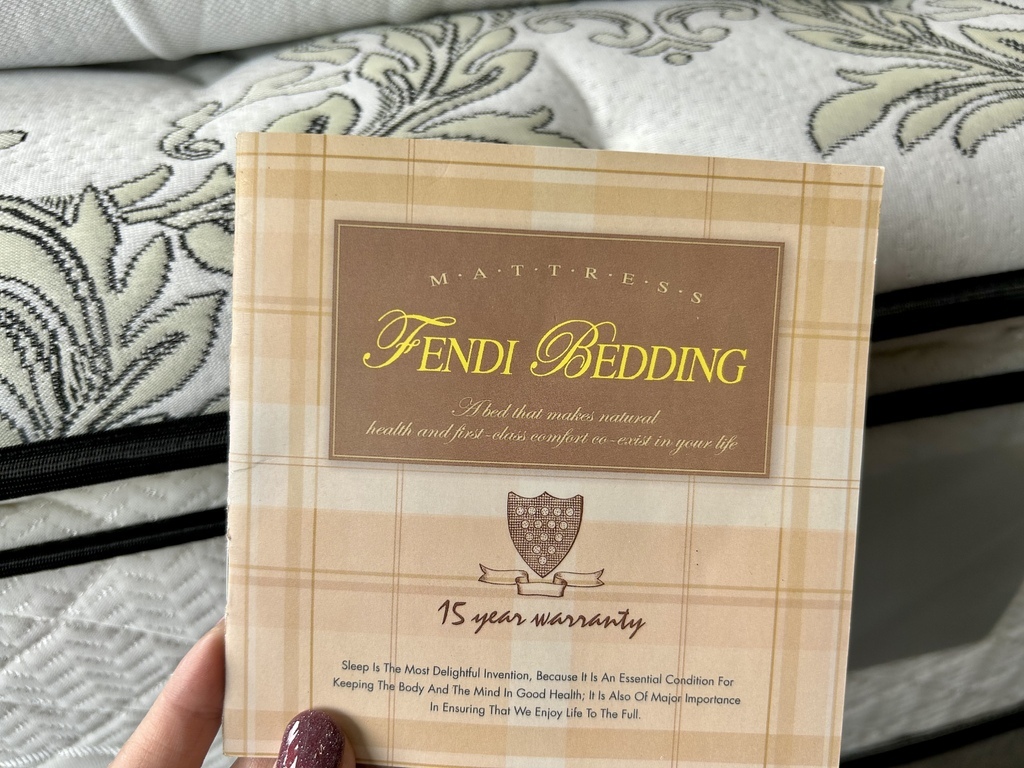 M·A·T·T·R·E·S·S
FENDI BEDDING
A bed that makes natural
health and first-class comfort co-exist in your life
15 year warranty
Sleep Is The Most Delightful Invention, Because It Is An Essential Condition For
Keeping The Body And The Mind In Good Health; It Is Also Of Major Importance
In Ensuring That We Enjoy Life To The Full.